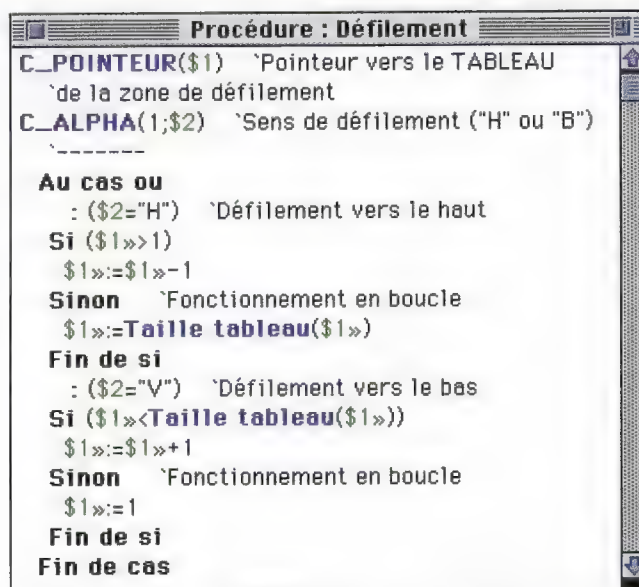 Procédure : Défilement
C_POINTEUR($1) `Pointeur vers le TABLEAU
`de la zone de défilement
C_ALPHA(1;$2) `Sens de défilement ("H" ou "B")
`-------
Au cas ou
: ($2="H") `Défilement vers le haut
Si ($1»>1)
$1»:=$1»-1
Sinon `Fonctionnement en boucle
$1»:=Taille tableau($1»)
Fin de si
: ($2="V") `Défilement vers le bas
Si ($1»<Taille tableau($1»))
$1»:=$1»+1
Sinon `Fonctionnement en boucle
$1»:=1
Fin de si
Fin de cas